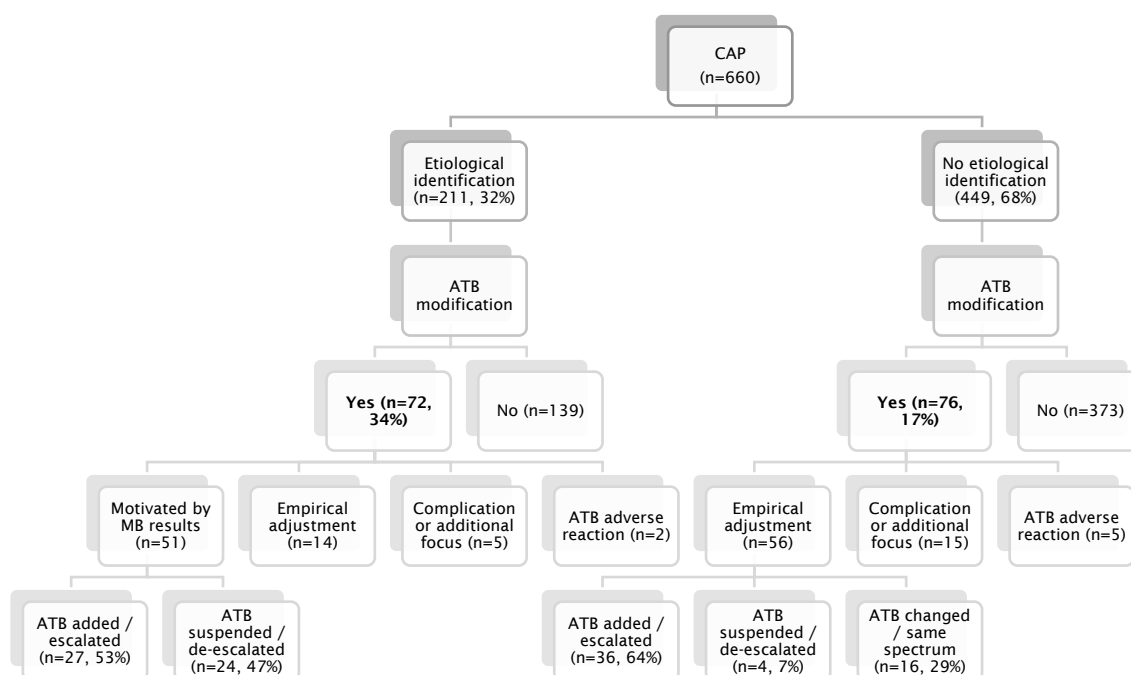 CAP
(n=660)
Etiological
identification
(n=211, 32%)
No etiological
identification
(449, 68%)
ATB
modification
ATB
modification
Yes (n=72,
34%)
No (n=139)
Yes (n=76,
17%)
No (n=373)
Motivated by
MB results
(n=51)
Empirical
adjustment
(n=14)
Complication
or additional
focus (n=5)
ATB adverse
reaction (n=2)
Empirical
adjustment
(n=56)
Complication
or additional
focus (n=15)
ATB adverse
reaction (n=5)
ATB added /
escalated
(n=27, 53%)
ATB
suspended /
de-escalated
(n=24, 47%)
ATB added /
escalated
(n=36, 64%)
ATB
suspended /
de-escalated
(n=4, 7%)
ATB changed
/ same
spectrum
(n=16, 29%)